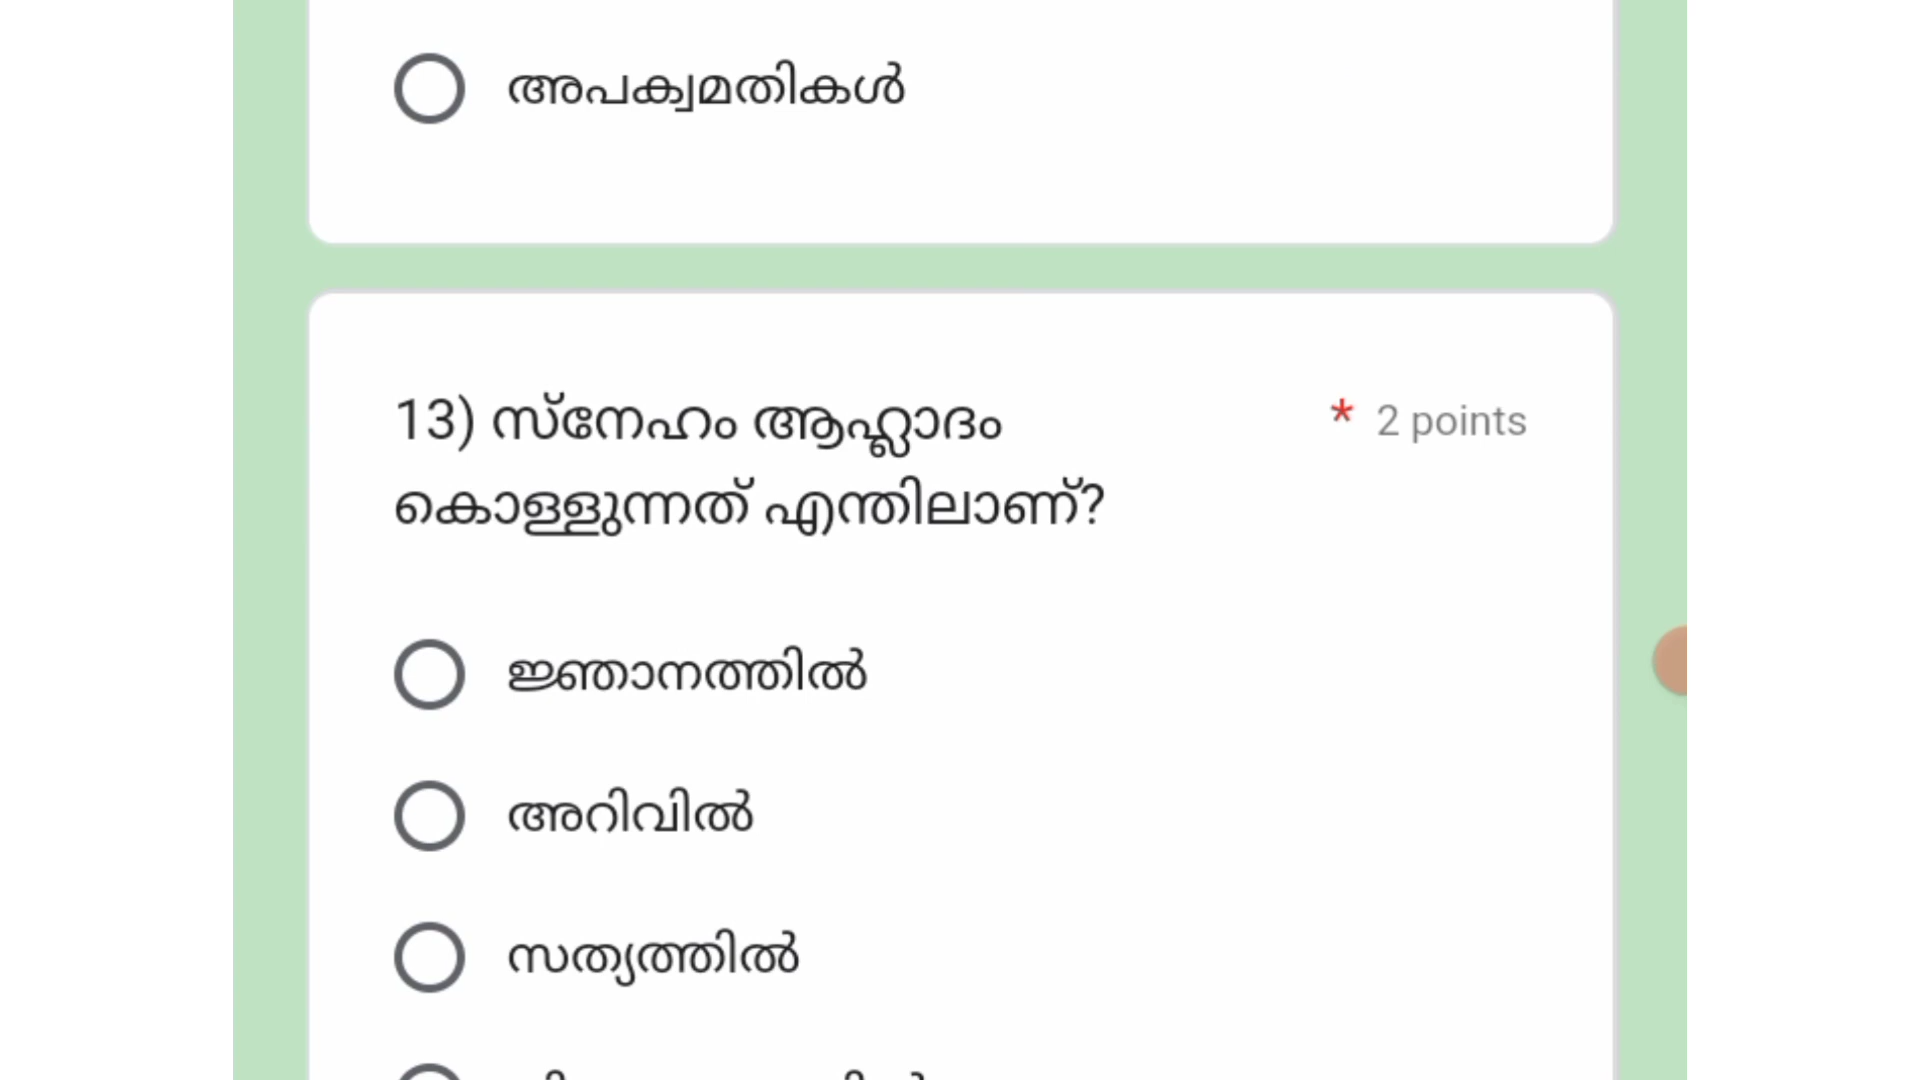 അപക്വമതികൾ
13) സ്നേഹം ആഹ്ലാദം * 2 points
കൊള്ളുന്നത് എന്തിലാണ്?
ജ്ഞാനത്തിൽ
അറിവിൽ
സത്യത്തിൽ